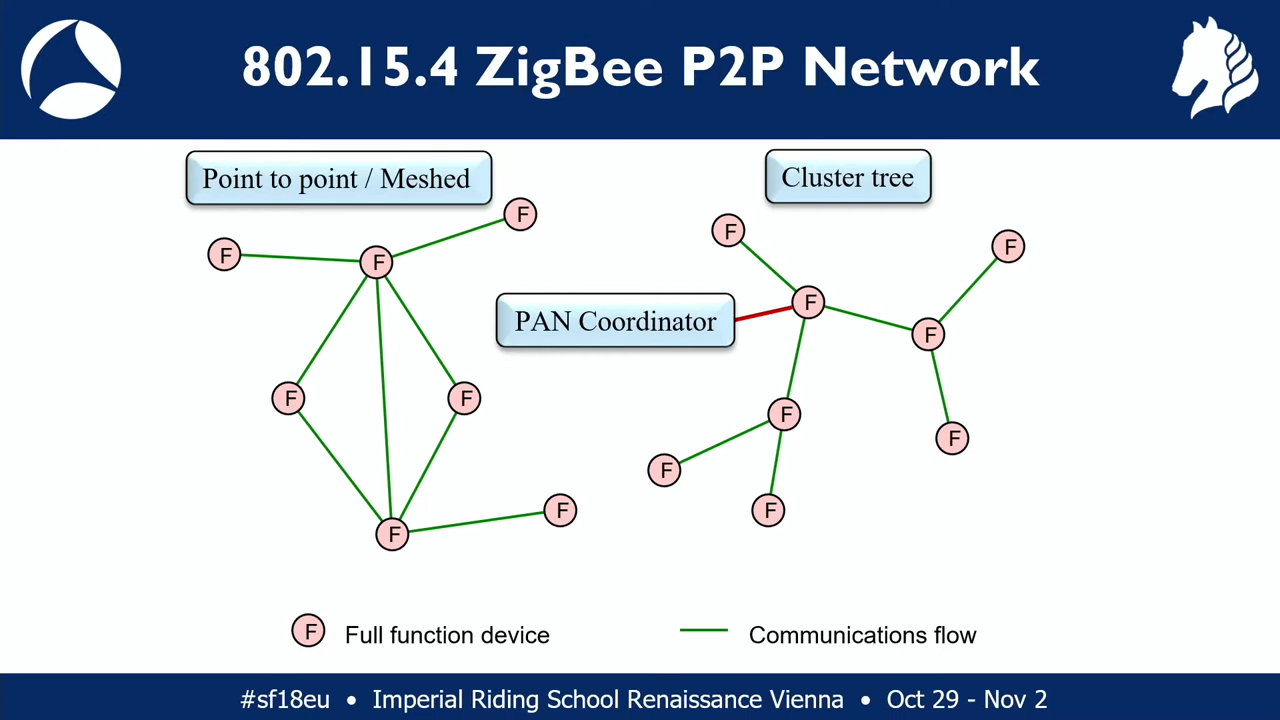 802.15.4 ZigBee P2P Network
Point to point / Meshed
Cluster tree
F
F
F
F
F
F
F
PAN Coordinator
F
F
F
F
F
F
F
F
F Full function device
Communications flow
#sf18eu • Imperial Riding School Renaissance Vienna • Oct 29 - Nov 2